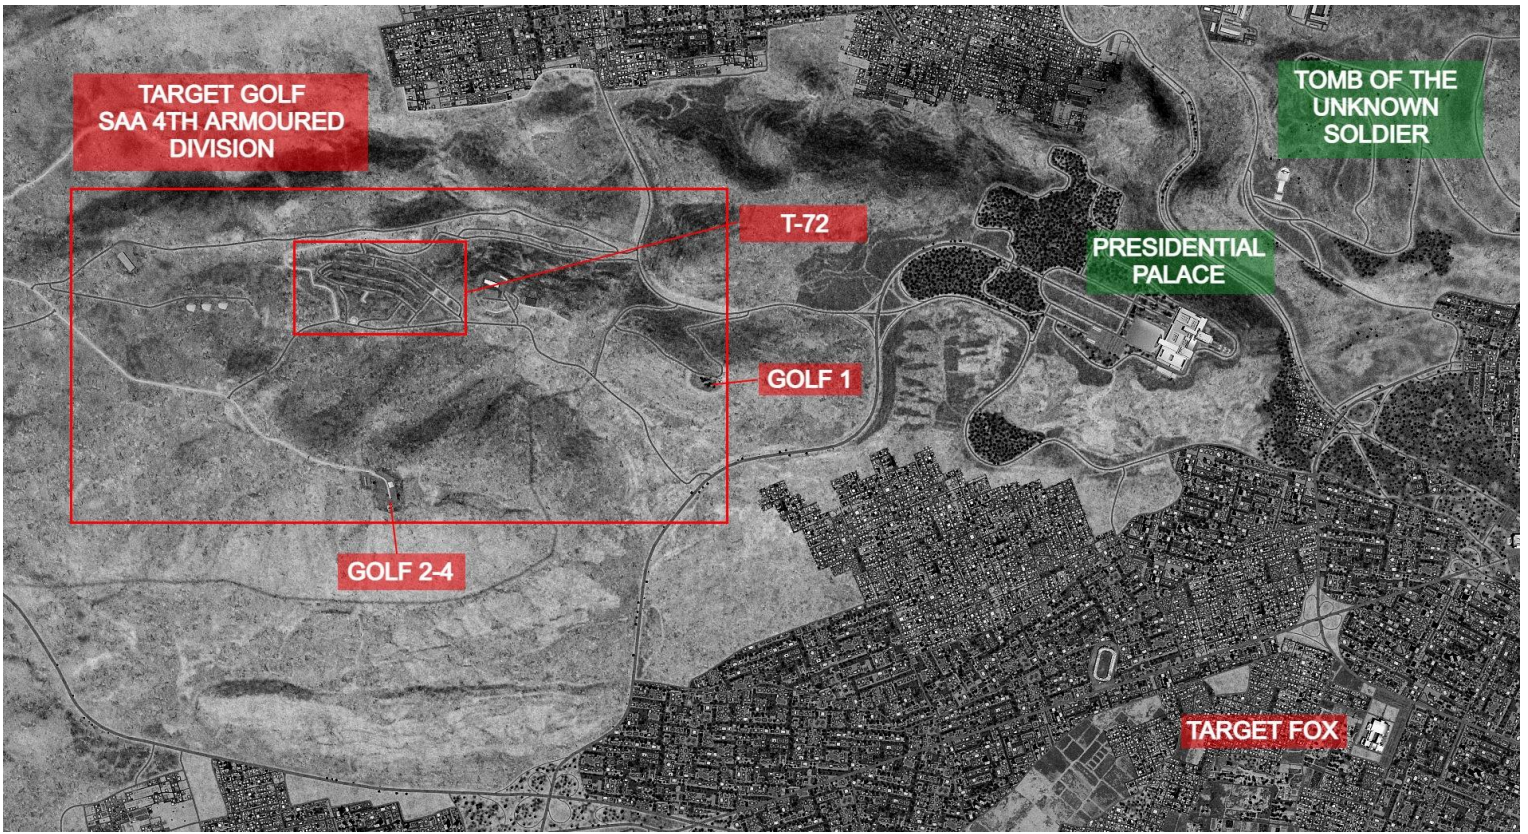 TARGET GOLF
SAA 4TH ARMOURED
DIVISION
TOMB OF THE
UNKNOWN
SOLDIER
T-72
PRESIDENTIAL
PALACE
GOLF 1
GOLF 2-4
TARGET FOX